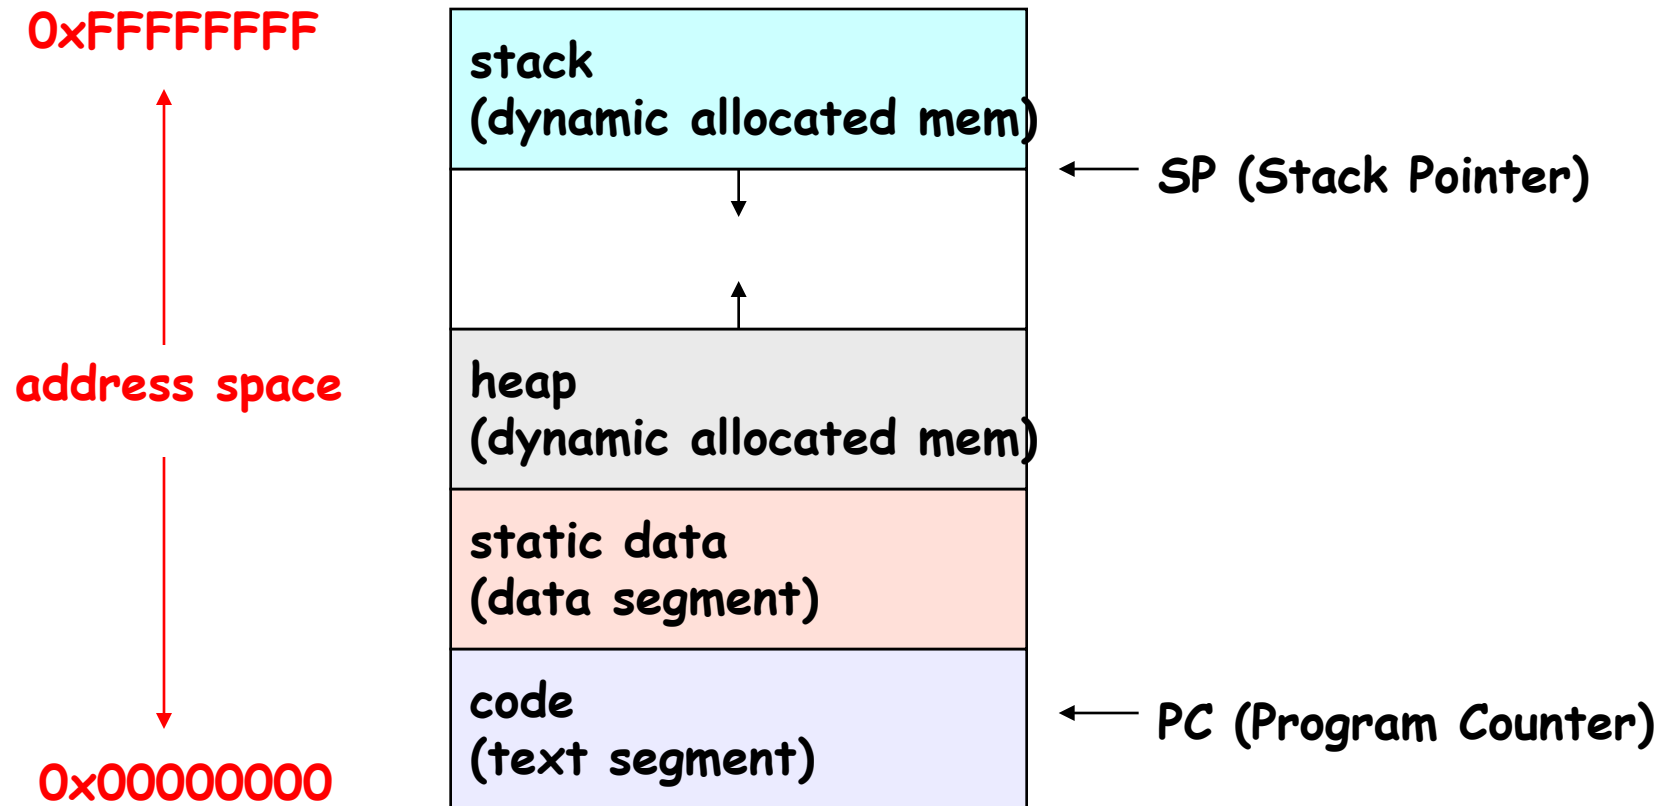 0xFFFFFFFF
stack
(dynamic allocated mem)
SP (Stack Pointer)
address space
heap
(dynamic allocated mem)
static data
(data segment)
code
(text segment)
PC (Program Counter)
0x00000000